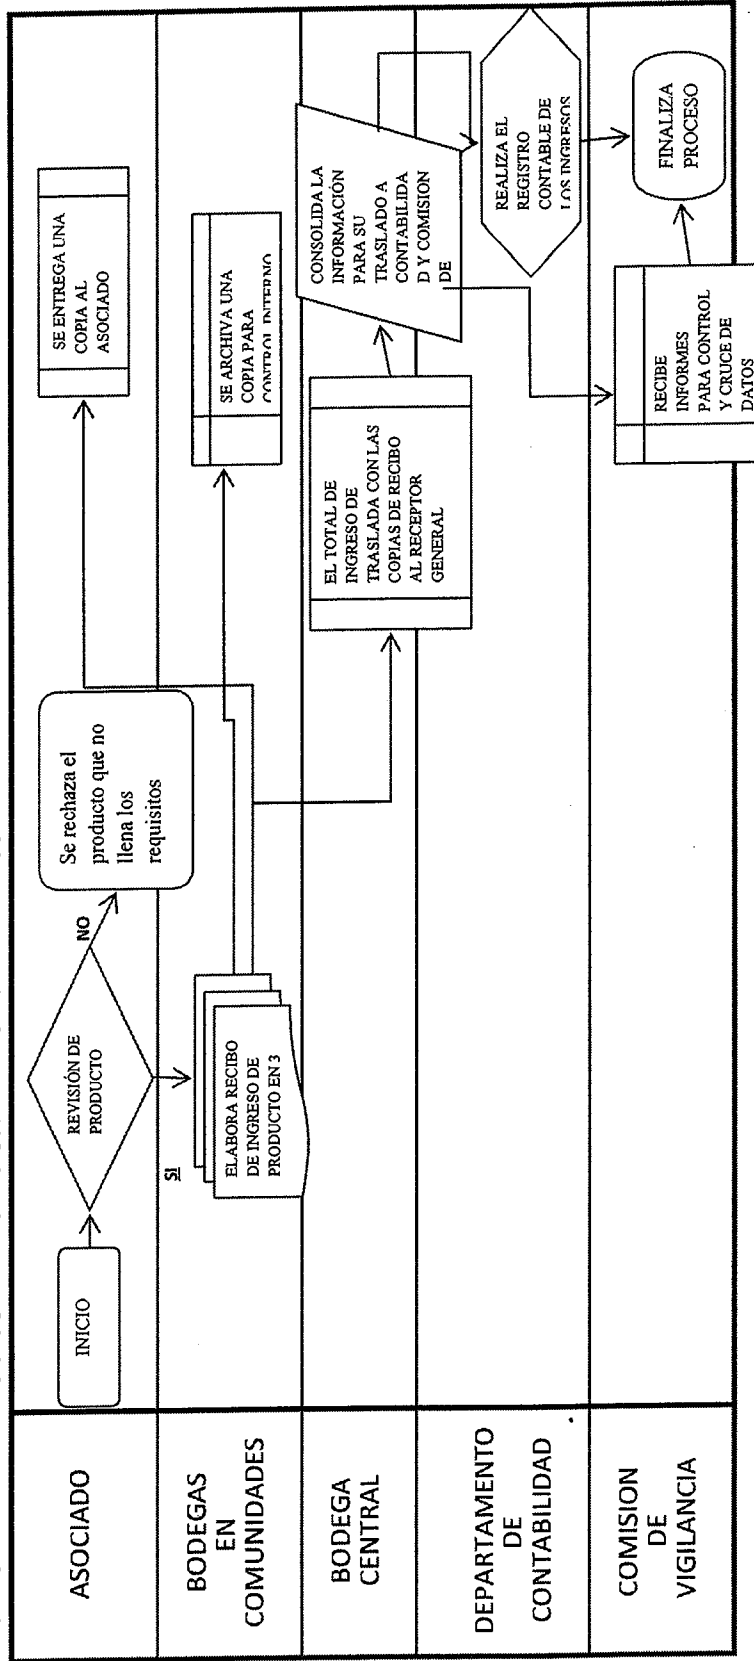 ASOCIADO
INICIO
REVISIÓN DE
PRODUCTO
NO
Se rechaza el
producto que no
llena los
requisitos
SE ENTREGA UNA
COPIA AL
ASOCIADO
BODEGAS
EN
COMUNIDADES
SI
ELABORA RECIBO
DE INGRESO DE
PRODUCTO EN 3
SE ARCHIVA UNA
COPIA PARA
CONTROL INTERNO
BODEGA
CENTRAL
EL TOTAL DE
INGRESO DE
TRASLADA CON LAS
COPIAS DE RECIBO
AL RECEPTOR
GENERAL
CONSOLIDA LA
INFORMACIÓN
PARA SU
TRASLADO A
CONTABILIDA
D Y COMISION
DE
DEPARTAMENTO
DE
CONTABILIDAD
REALIZA EL
REGISTRO
CONTABLE DE
LOS INGRESOS
COMISION
DE
VIGILANCIA
RECIBE
INFORMES
PARA CONTROL
Y CRUCE DE
DATOS
FINALIZA
PROCESO